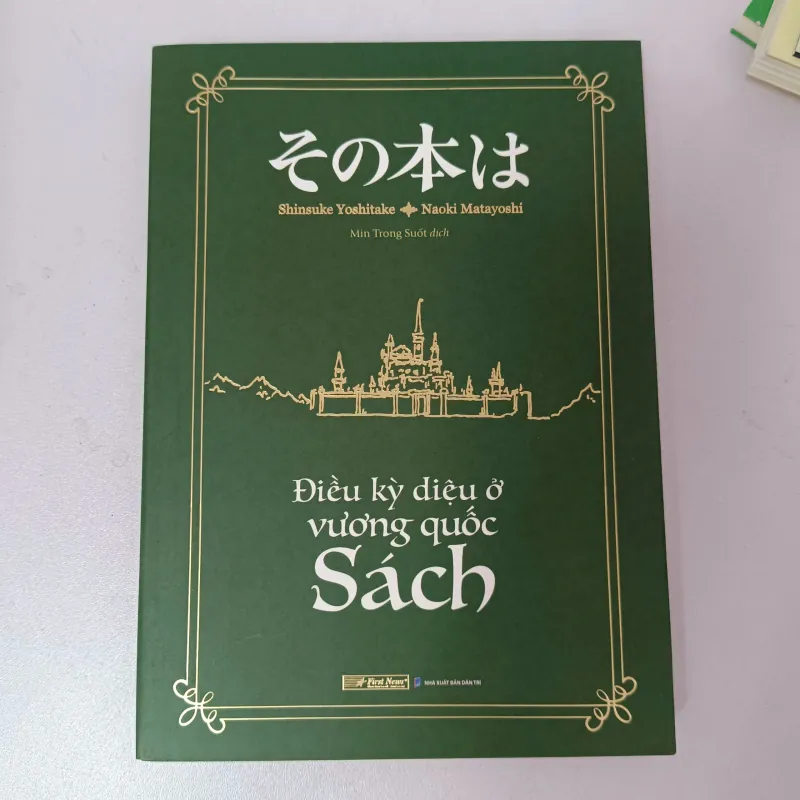 その本は
Shinsuke Yoshitake Naoki Matayoshi
Min Trong Suốt dịch
Điều kỳ diệu ở
vương quốc
Sách
First News
NHÀ XUẤT BẢN DÂN TRÍ